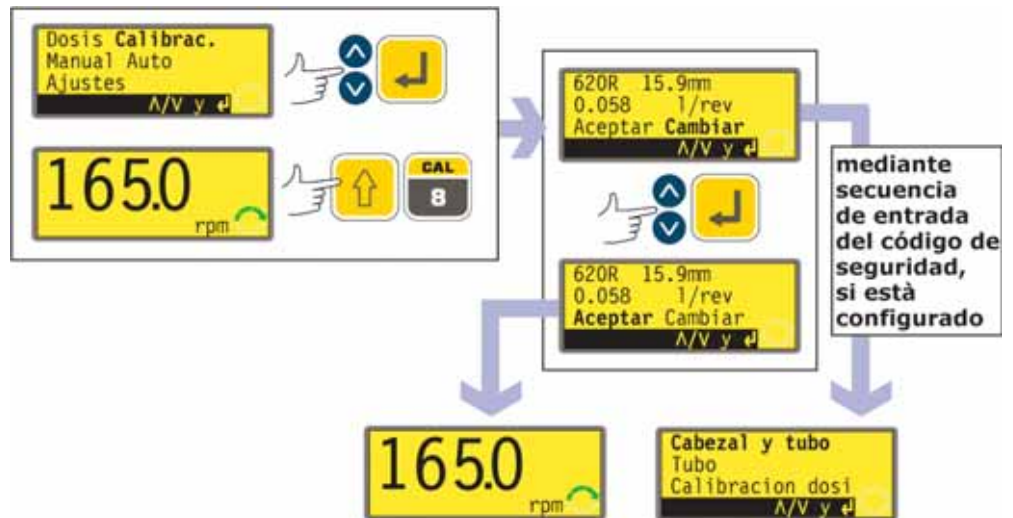 Dosis Calibrac.
Manual Auto
Ajustes
Λ/V y ↲
165.0
rpm
CAL
8
620R 15.9mm
0.058 l/rev
Aceptar Cambiar
Λ/V y ↲
620R 15.9mm
0.058 l/rev
Aceptar Cambiar
Λ/V y ↲
mediante
secuencia
de entrada
del código de
seguridad,
si està
configurado
165.0
rpm
Cabezal y tubo
Tubo
Calibracion dosi
Λ/V y ↲